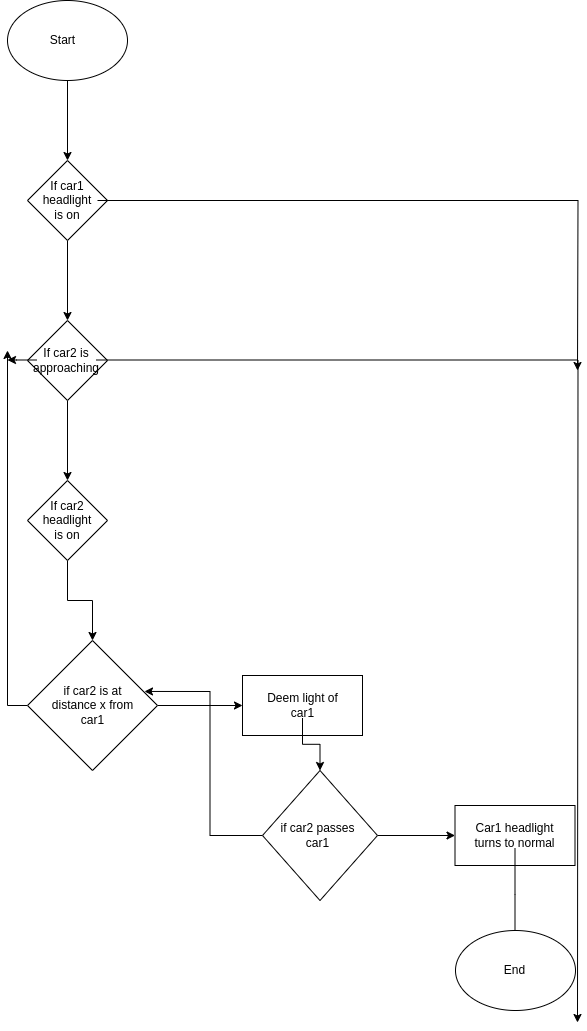 Start
If car1
headlight
is on
If car2 is
approaching
If car2
headlight
is on
if car2 is at
distance x from
car1
Deem light of
car1
if car2 passes
car1
Car1 headlight
turns to normal
End